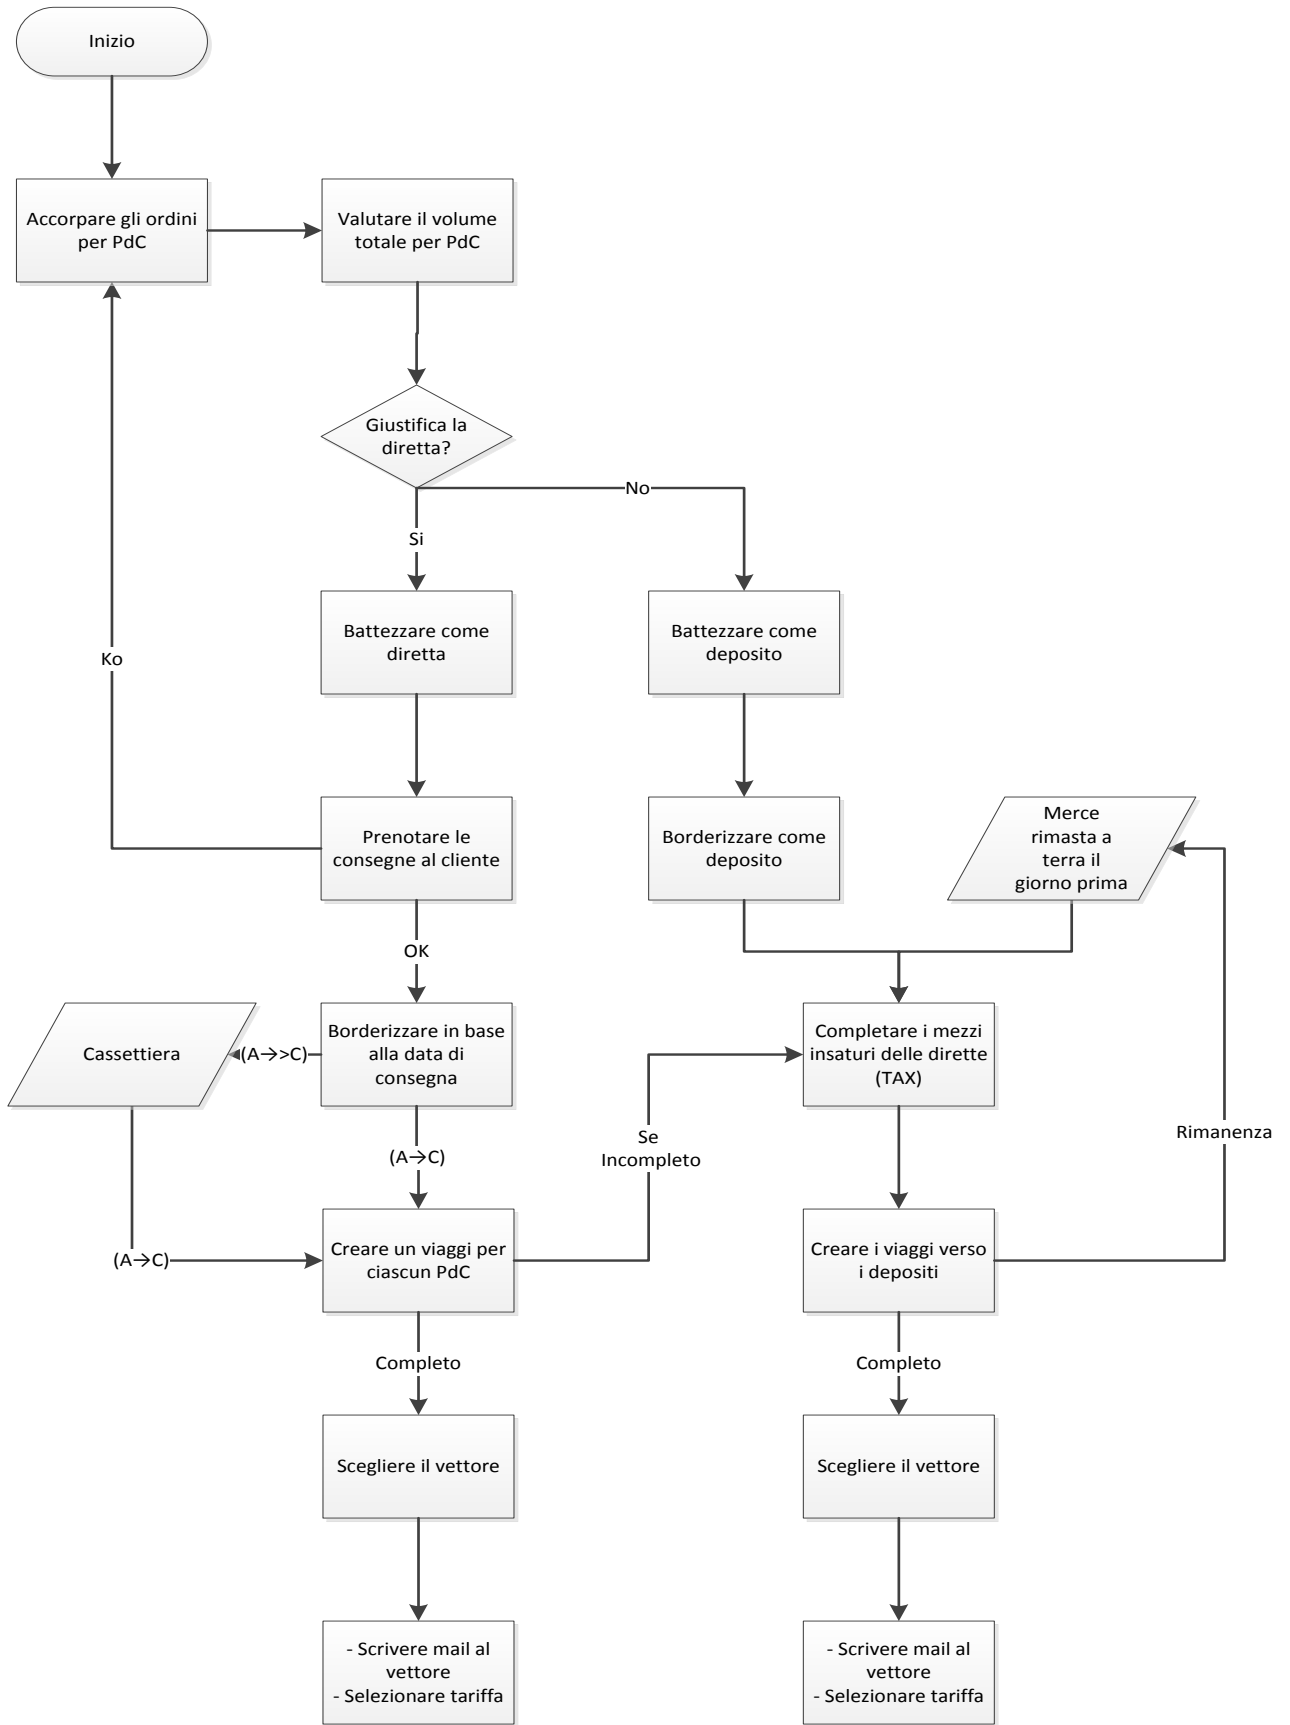 Inizio
Accorpare gli ordini
per PdC
Valutare il volume
totale per PdC
Giustifica la
diretta?
No
Si
Battezzare come
diretta
Battezzare come
deposito
Ko
Prenotare le
consegne al cliente
Borderizzare come
deposito
Merce
rimasta a
terra il
giorno prima
OK
Cassettiera
(A→>C)
Borderizzare in base
alla data di
consegna
Completare i mezzi
insaturi delle dirette
(TAX)
Se
Incompleto
Rimanenza
(A→C)
(A→C)
Creare un viaggi per
ciascun PdC
Creare i viaggi verso
i depositi
Completo
Completo
Scegliere il vettore
Scegliere il vettore
- Scrivere mail al
vettore
- Selezionare tariffa
- Scrivere mail al
vettore
- Selezionare tariffa